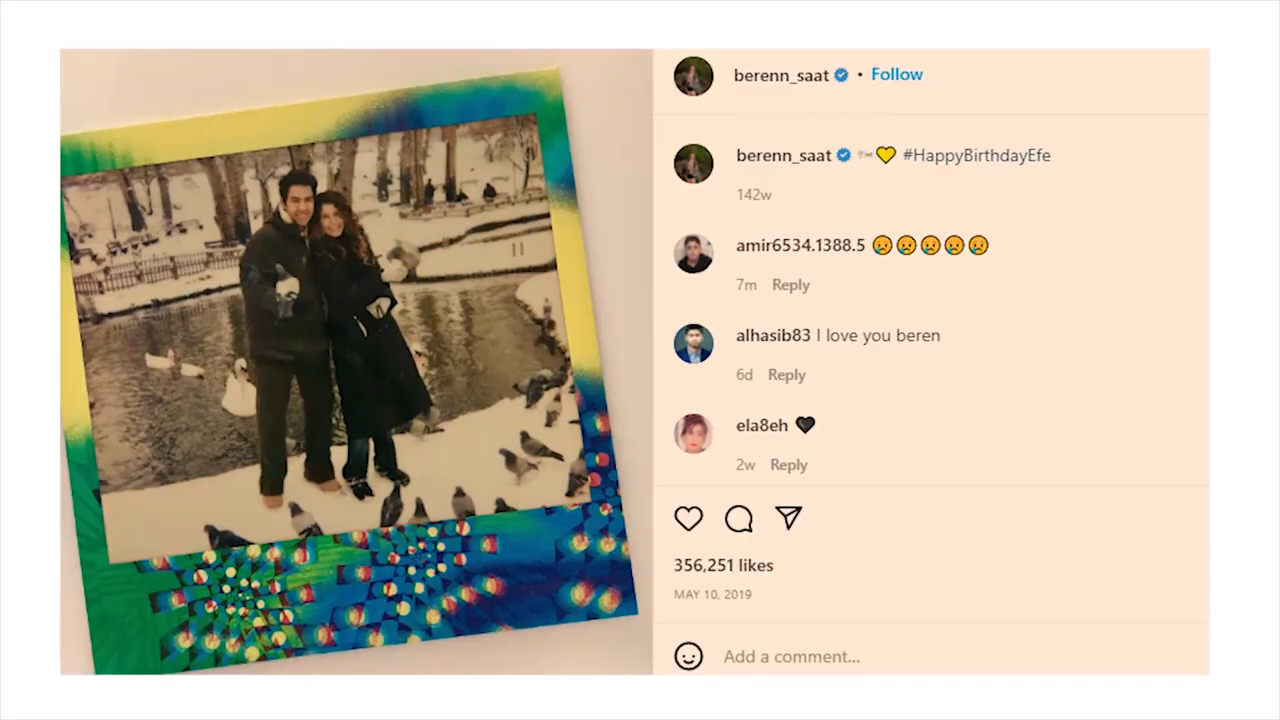 berenn_saat • Follow
berenn_saat #HappyBirthdayEfe
142w
amir6534.1388.5
7m Reply
alhasib83 I love you beren
6d Reply
ela8eh
2w Reply
356,251 likes
MAY 10, 2019
Add a comment...